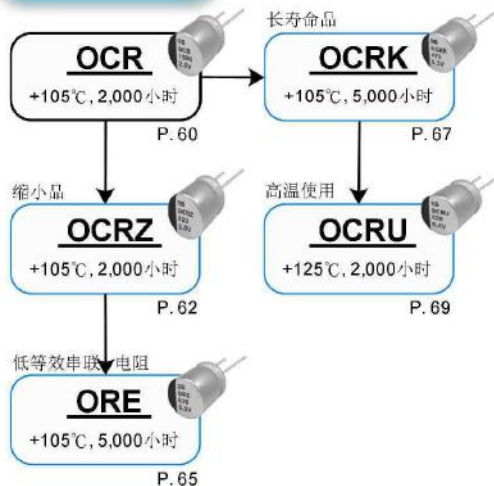 OCR
+105℃, 2,000小时
P. 60
长寿命品
OCRK
+105℃, 5,000小时
P. 67
缩小品
OCRZ
+105℃, 2,000小时
P. 62
高温使用
OCRU
+125℃, 2,000小时
P. 69
低等效串联 电阻
ORE
+105℃, 5,000小时
P. 65